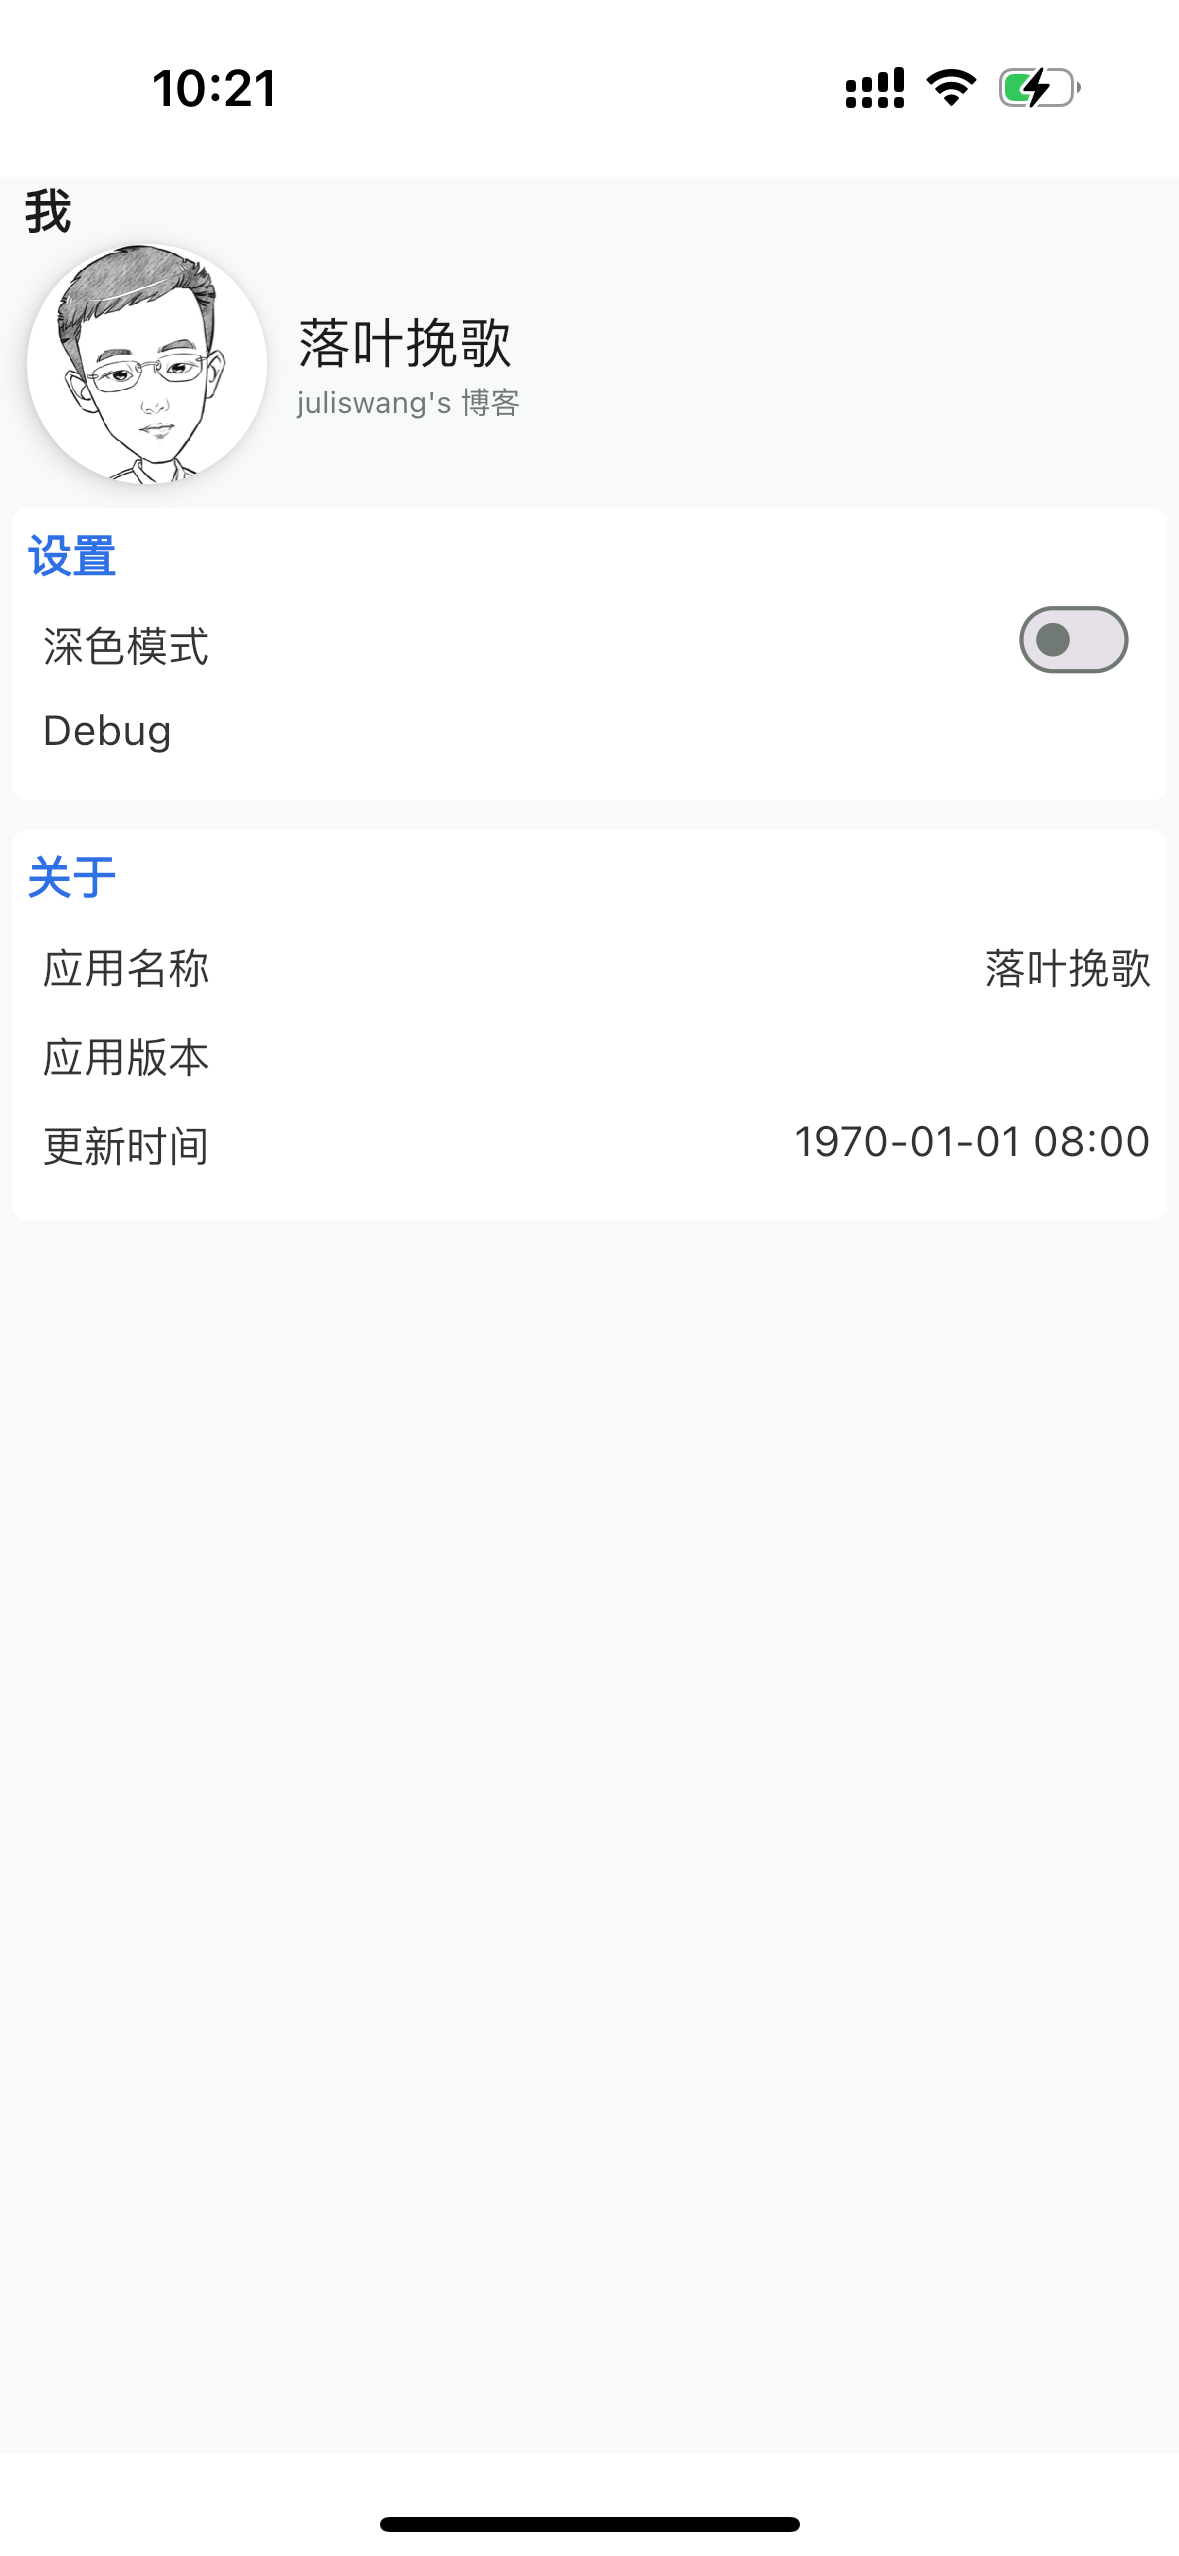 10:21
我
落叶挽歌
juliswang's 博客
设置
深色模式
Debug
关于
应用名称 落叶挽歌
应用版本
更新时间 1970-01-01 08:00